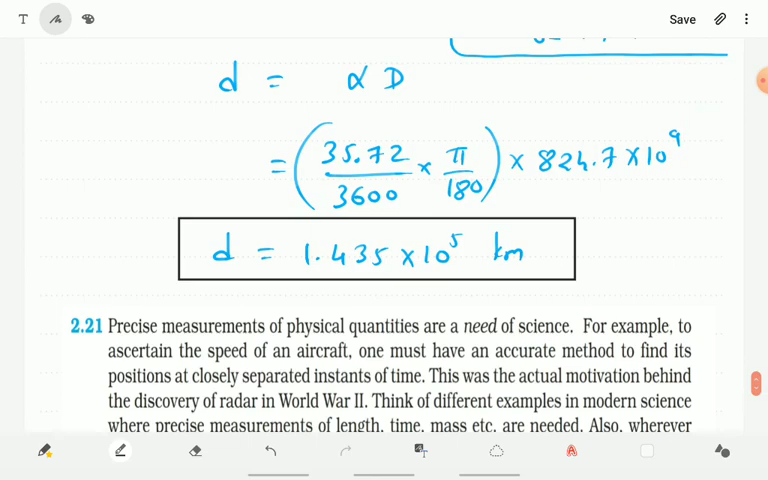 Save
d = α D
= (35.72/3600 × π/180) × 824.7 × 10⁹
d = 1.435 × 10⁵ km
2.21 Precise measurements of physical quantities are a need of science. For example, to
ascertain the speed of an aircraft, one must have an accurate method to find its
positions at closely separated instants of time. This was the actual motivation behind
the discovery of radar in World War II. Think of different examples in modern science
where precise measurements of length, time, mass etc. are needed. Also, wherever